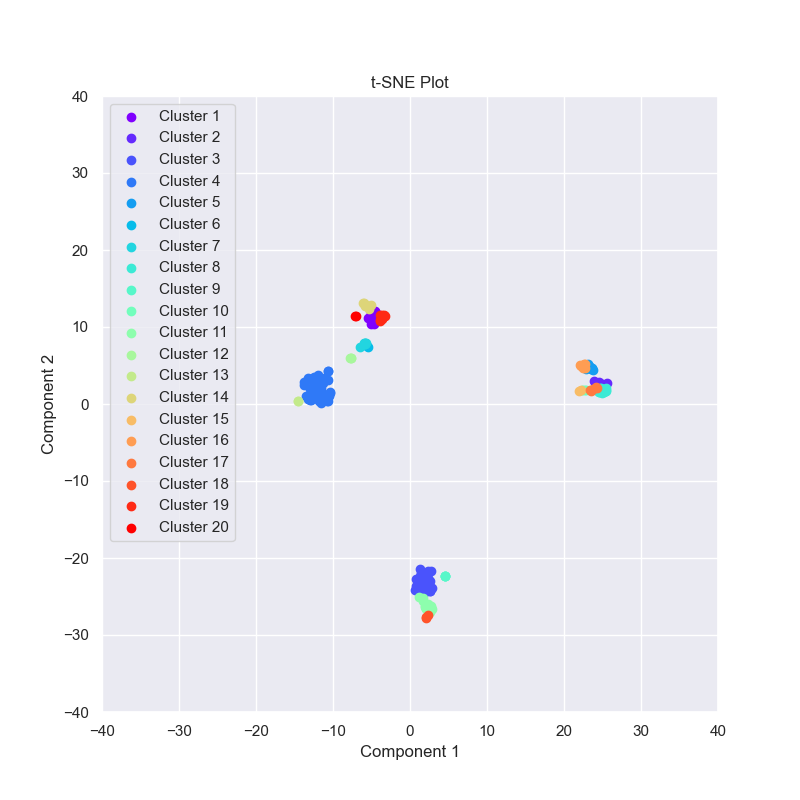 t-SNE Plot
40
30
20
10
0
−10
−20
−30
−40
Component 2
Cluster 1
Cluster 2
Cluster 3
Cluster 4
Cluster 5
Cluster 6
Cluster 7
Cluster 8
Cluster 9
Cluster 10
Cluster 11
Cluster 12
Cluster 13
Cluster 14
Cluster 15
Cluster 16
Cluster 17
Cluster 18
Cluster 19
Cluster 20
−40 −30 −20 −10 0 10 20 30 40
Component 1